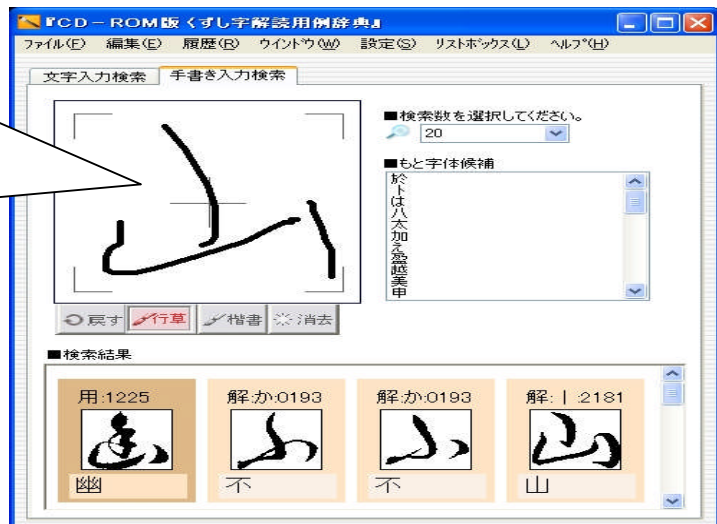 『CD－ROM版くずし字解読用例辞典』
ファイル(F) 編集(E) 履歴(R) ウインドウ(W) 設定(S) リストボックス(L) ヘルプ(H)
文字入力検索 手書き入力検索
■検索数を選択してください。
20
■もと字体候補
於
ト
は
八
太
加
え
盈
越
美
申
戻す 行草 楷書 消去
■検索結果
用:1225 解:か:0193 解:か:0193 解:｜:2181
幽 不 不 山